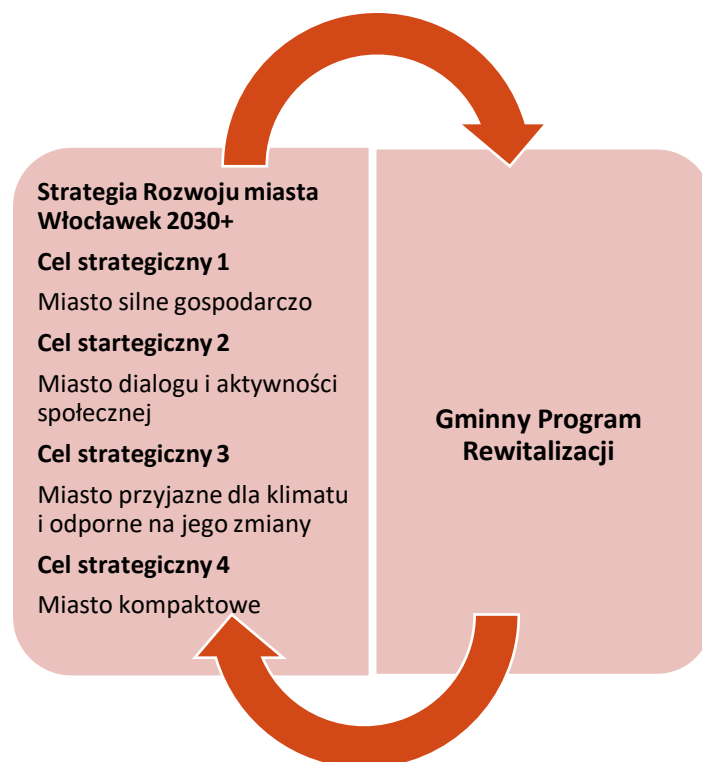 Strategia Rozwoju miasta
Włocławek 2030+
Cel strategiczny 1
Miasto silne gospodarczo
Cel startegiczny 2
Miasto dialogu i aktywności
społecznej
Cel strategiczny 3
Miasto przyjazne dla klimatu
i odporne na jego zmiany
Cel strategiczny 4
Miasto kompaktowe
Gminny Program
Rewitalizacji